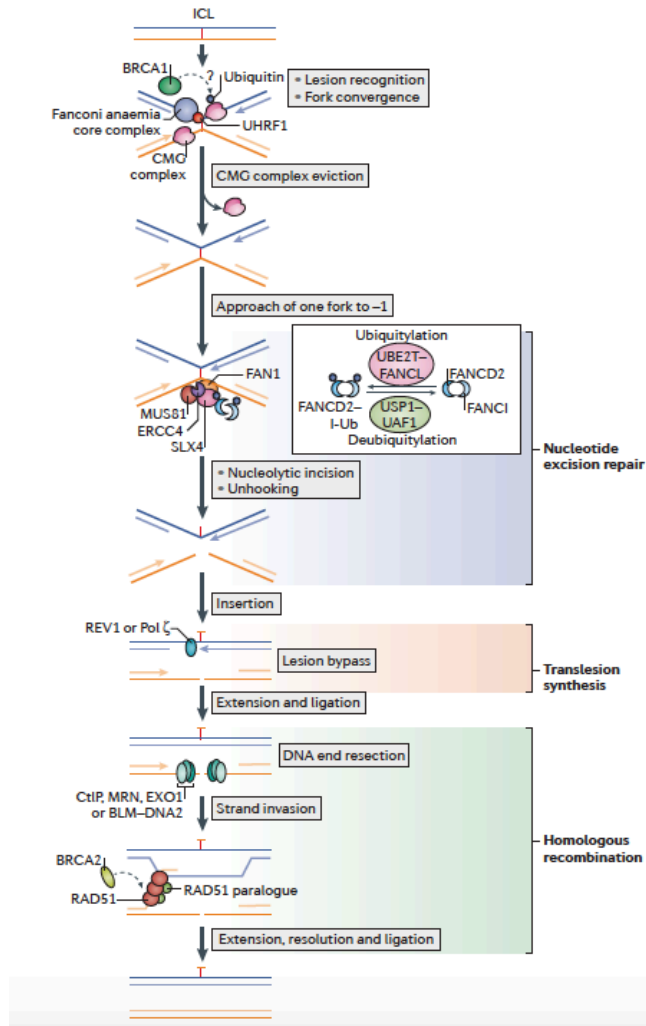 ICL
BRCA1
?
Ubiquitin
• Lesion recognition
• Fork convergence
Fanconi anaemia
core complex
UHRF1
CMG
complex
CMG complex eviction
Approach of one fork to –1
Ubiquitylation
UBE2T–
FANCL
FANCD2
FANCD2–
I-Ub
FANCI
USP1–
UAF1
Deubiquitylation
FAN1
MUS81
ERCC4
SLX4
Nucleotide
excision repair
• Nucleolytic incision
• Unhooking
Insertion
REV1 or Pol ζ
Lesion bypass
Translesion
synthesis
Extension and ligation
DNA end resection
CtIP, MRN, EXO1
or BLM–DNA2
Strand invasion
Homologous
recombination
BRCA2
RAD51 paralogue
RAD51
Extension, resolution and ligation